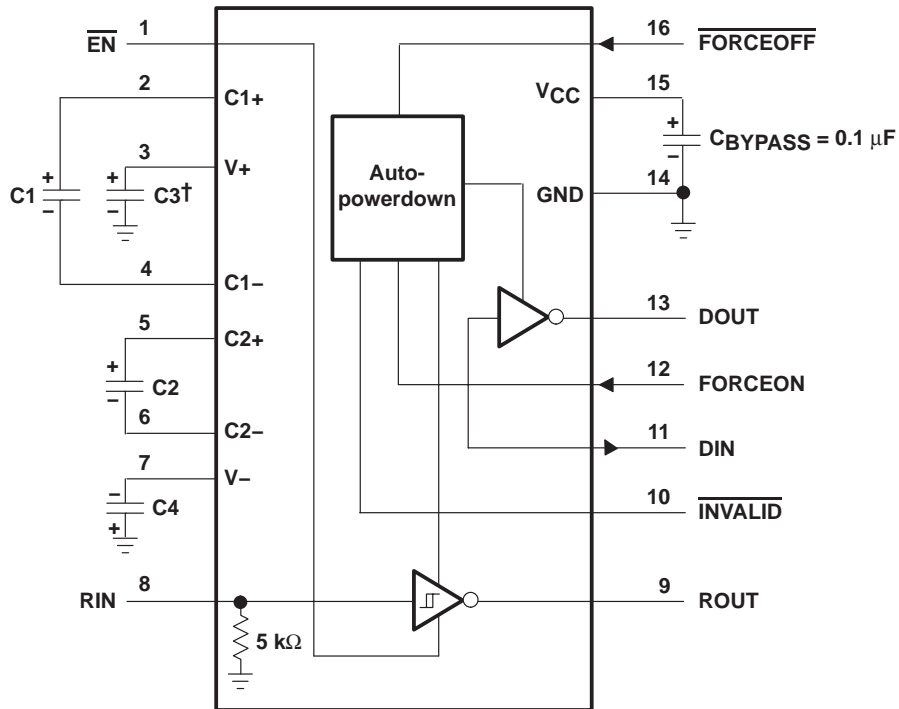 EN
1
2
C1+
3
V+
+
−
C1
+
−
C3†
4
C1−
5
C2+
+
−
C2
6
C2−
7
V−
−
+
C4
RIN
8
5 kΩ
Auto-
powerdown
16
FORCEOFF
VCC
15
+
−
CBYPASS = 0.1 μF
14
GND
13
DOUT
12
FORCEON
11
DIN
10
INVALID
9
ROUT